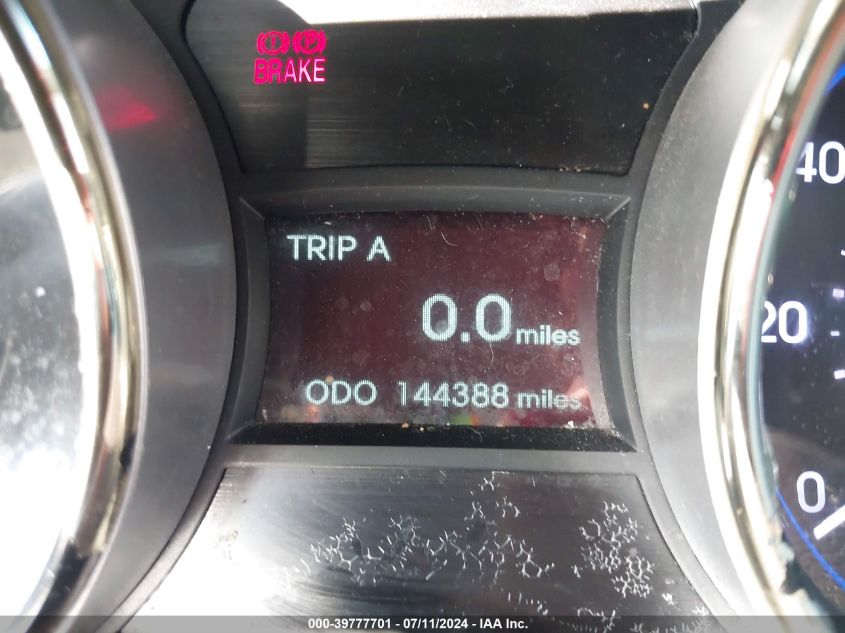 (!) (P)
BRAKE
TRIP A
0.0 miles
ODO 144388 miles
40
20
0
000-39777701 - 07/11/2024 - IAA Inc.